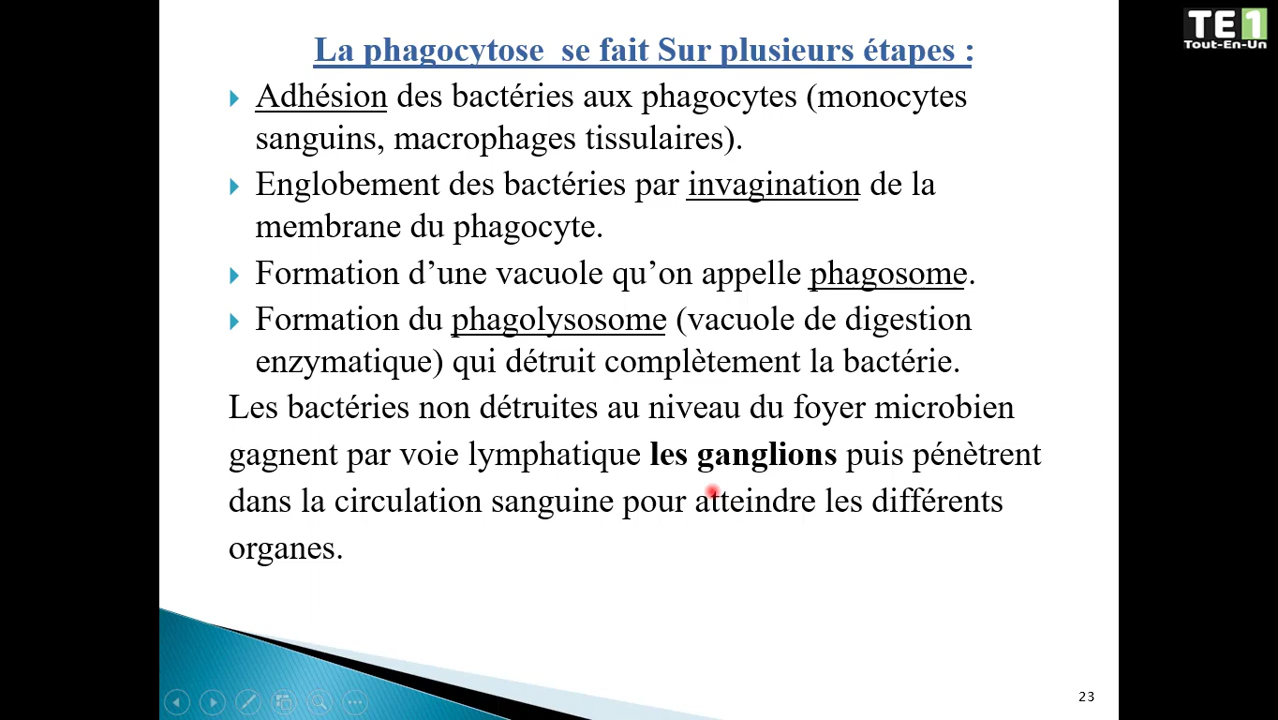 TE1
Tout-En-Un
La phagocytose se fait Sur plusieurs étapes :
Adhésion des bactéries aux phagocytes (monocytes
sanguins, macrophages tissulaires).
Englobement des bactéries par invagination de la
membrane du phagocyte.
Formation d’une vacuole qu’on appelle phagosome.
Formation du phagolysosome (vacuole de digestion
enzymatique) qui détruit complètement la bactérie.
Les bactéries non détruites au niveau du foyer microbien
gagnent par voie lymphatique les ganglions puis pénètrent
dans la circulation sanguine pour atteindre les différents
organes.
23